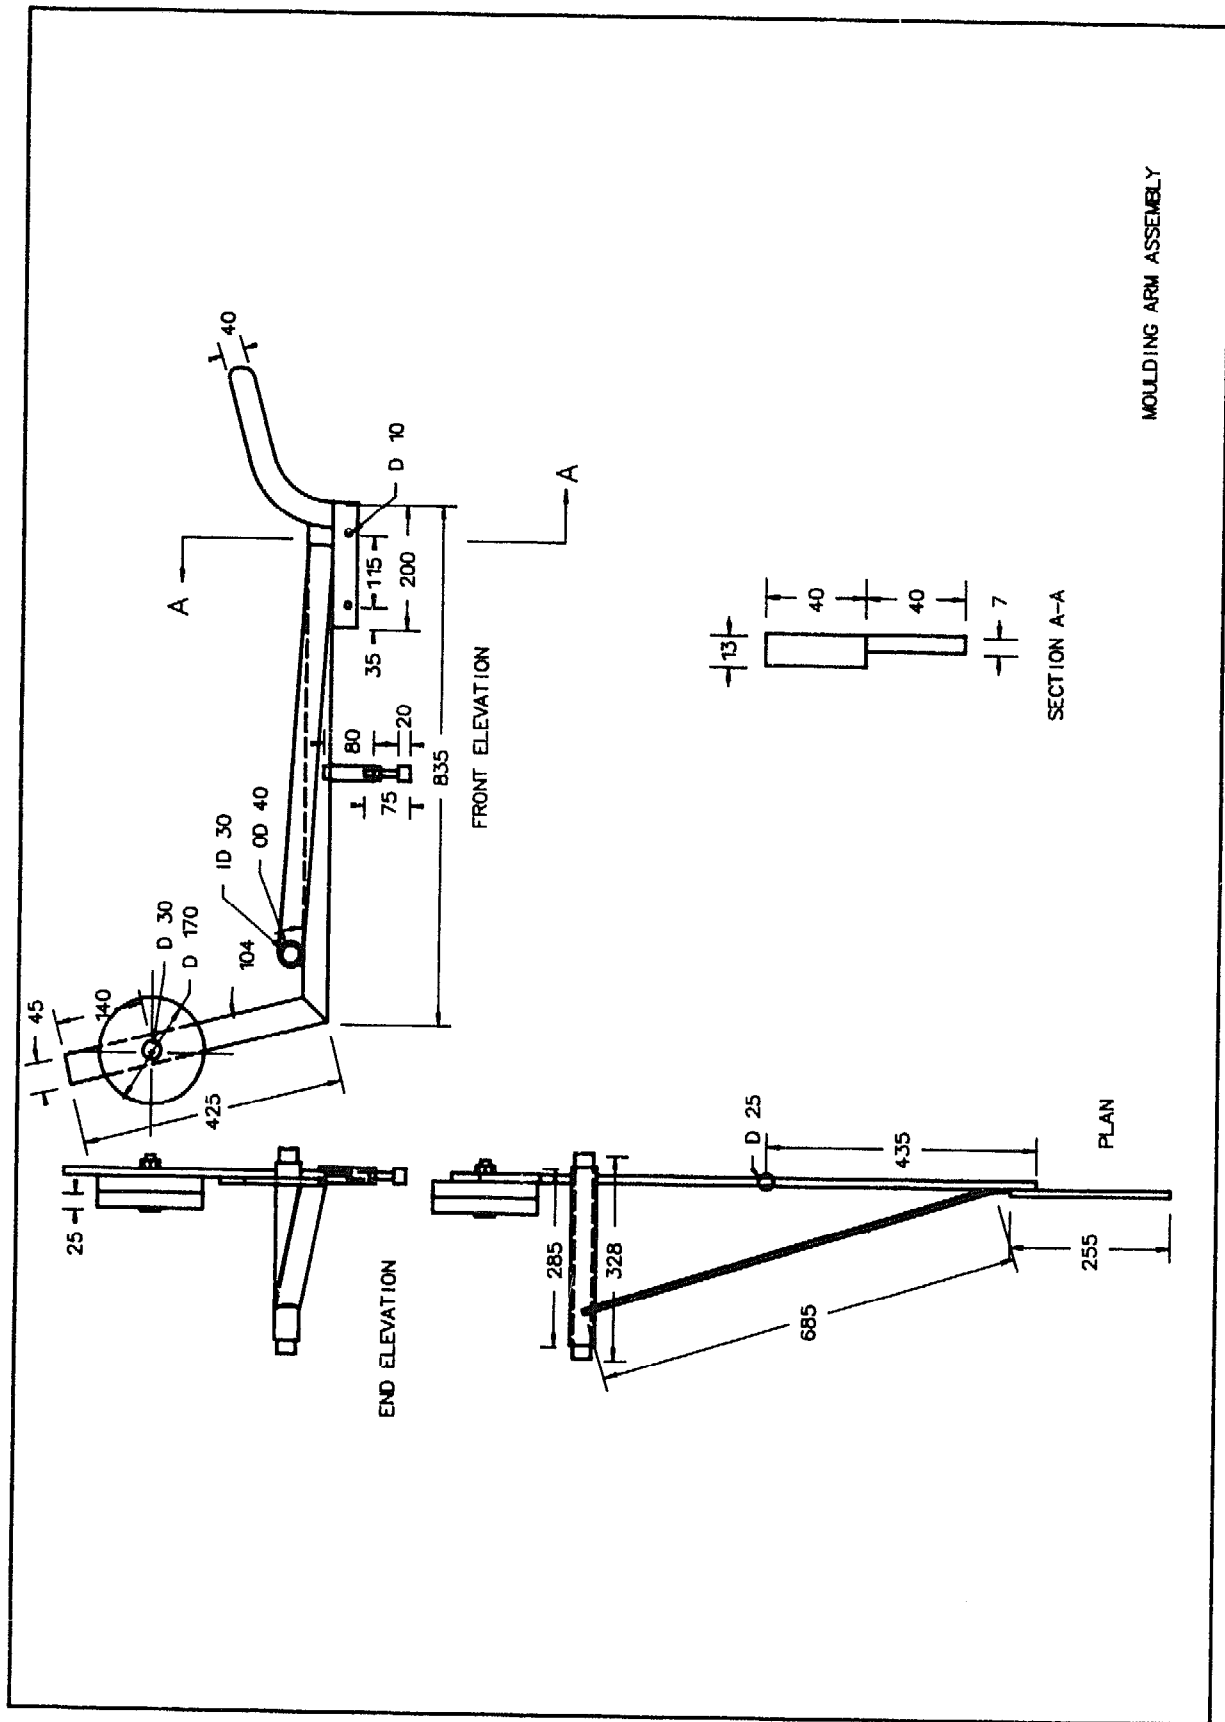 45
140
D 30
D 170
104
425
ID 30
OD 40
40
D 10
A
A
115
200
35
80
20
75
835
FRONT ELEVATION
25
END ELEVATION
285
328
685
D 25
435
255
PLAN
13
40
40
7
SECTION A-A
MOULDING ARM ASSEMBLY